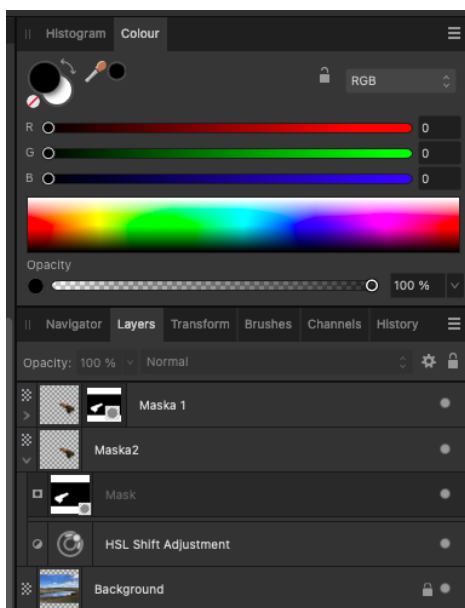 Histogram Colour
RGB
R 0
G 0
B 0
Opacity
100 %
Navigator Layers Transform Brushes Channels History
Opacity: 100 % Normal
Maska 1
Maska2
Mask
HSL Shift Adjustment
Background